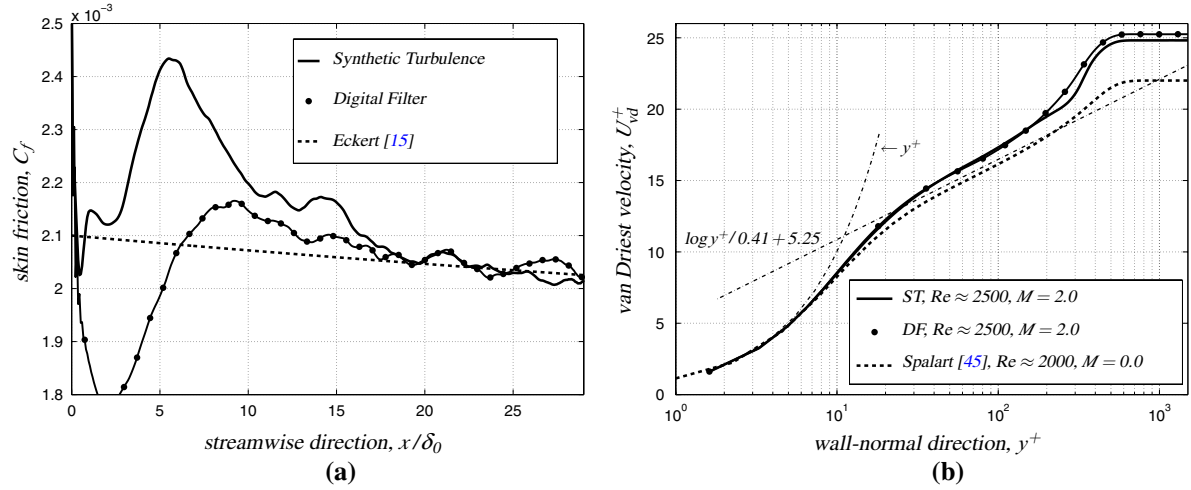 × 10⁻³
2.5
2.4
2.3
2.2
2.1
2
1.9
1.8
skin friction, C_f
Synthetic Turbulence
Digital Filter
Eckert [15]
0 5 10 15 20 25
streamwise direction, x/δ₀
(a)
25
20
15
10
5
0
van Driest velocity, U⁺_vd
← y⁺
log y⁺/0.41 + 5.25
ST, Re ≈ 2500, M = 2.0
DF, Re ≈ 2500, M = 2.0
Spalart [45], Re ≈ 2000, M = 0.0
10⁰ 10¹ 10² 10³
wall-normal direction, y⁺
(b)